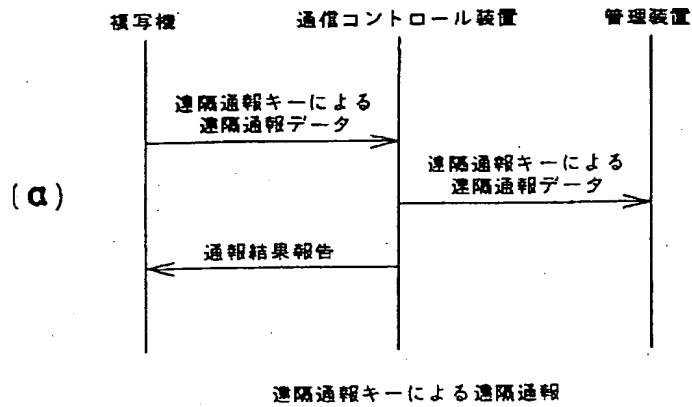 複写機 通信コントロール装置 管理装置
遠隔通報キーによる
遠隔通報データ
遠隔通報キーによる
遠隔通報データ
(a)
通報結果報告
遠隔通報キーによる遠隔通報